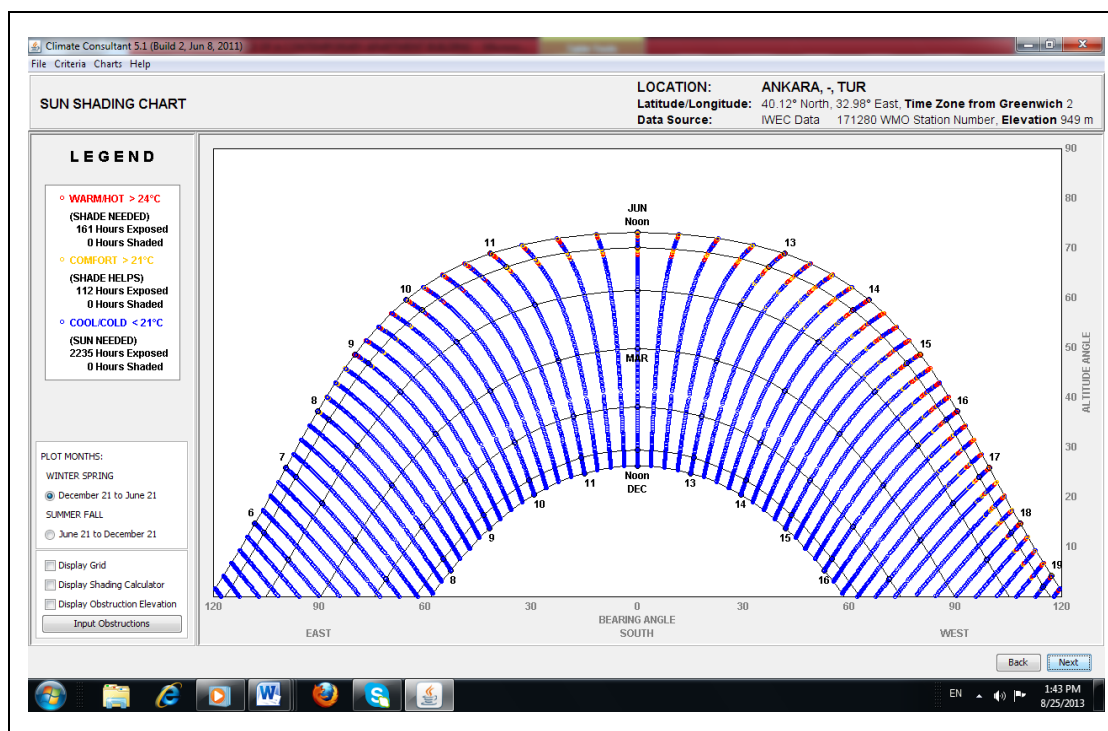 Climate Consultant 5.1 (Build 2, Jun 8, 2011)
File Criteria Charts Help
SUN SHADING CHART
LOCATION: ANKARA, -, TUR
Latitude/Longitude: 40.12° North, 32.98° East, Time Zone from Greenwich 2
Data Source: IWEC Data 171280 WMO Station Number, Elevation 949 m
LEGEND
WARM/HOT > 24°C
(SHADE NEEDED)
161 Hours Exposed
0 Hours Shaded
COMFORT > 21°C
(SHADE HELPS)
112 Hours Exposed
0 Hours Shaded
COOL/COLD < 21°C
(SUN NEEDED)
2235 Hours Exposed
0 Hours Shaded
PLOT MONTHS:
WINTER SPRING
December 21 to June 21
SUMMER FALL
June 21 to December 21
Display Grid
Display Shading Calculator
Display Obstruction Elevation
Input Obstructions
90
80
70
60
50
40
30
20
10
ALTITUDE ANGLE
JUN
Noon
11
13
10
14
9
15
8
16
7
17
6
18
19
MAR
Noon
DEC
11
13
10
14
9
15
8
16
120 90 60 30 0 30 60 90 120
BEARING ANGLE
EAST SOUTH WEST
Back Next
EN
1:43 PM
8/25/2013